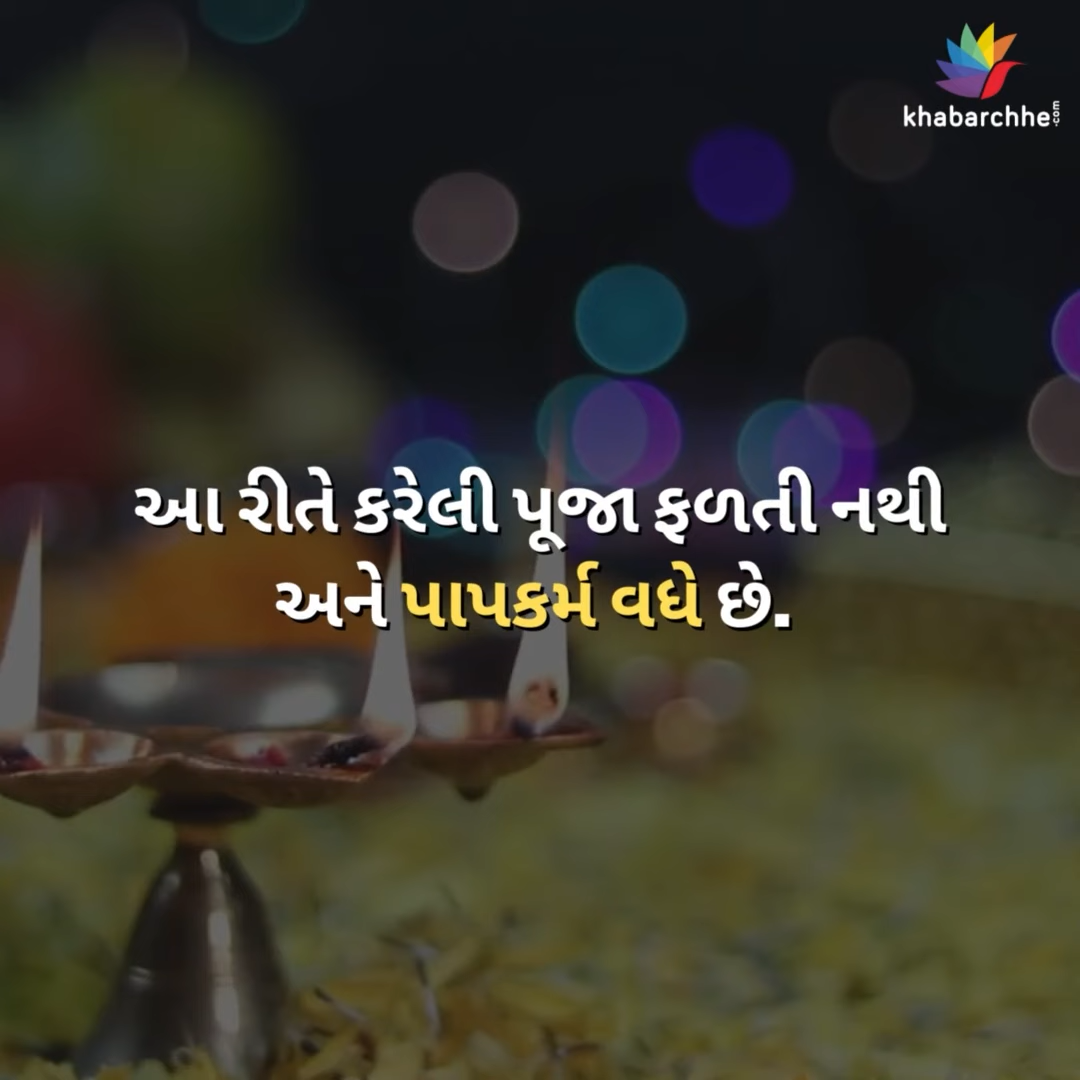 khabarchhe.com
આ રીતે કરેલી પૂજા ફળતી નથી
અને પાપકર્મ વધે છે.